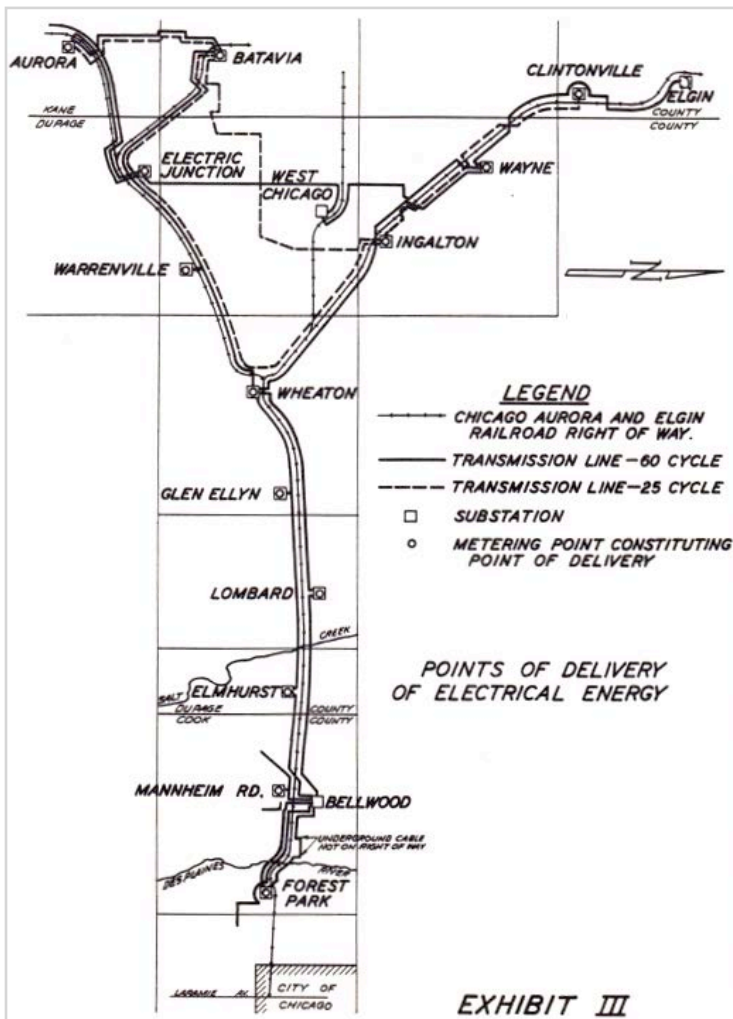 AURORA
BATAVIA
CLINTONVILLE
ELGIN
KANE
DUPAGE
COUNTY
COUNTY
ELECTRIC
JUNCTION
WEST
CHICAGO
WAYNE
INGALTON
WARRENVILLE
N
WHEATON
LEGEND
CHICAGO AURORA AND ELGIN
RAILROAD RIGHT OF WAY.
TRANSMISSION LINE-60 CYCLE
TRANSMISSION LINE-25 CYCLE
SUBSTATION
METERING POINT CONSTITUTING
POINT OF DELIVERY
GLEN ELLYN
LOMBARD
CREEK
SALT
ELMHURST
DUPAGE
COOK
COUNTY
COUNTY
POINTS OF DELIVERY
OF ELECTRICAL ENERGY
MANNHEIM RD.
BELLWOOD
UNDERGROUND CABLE
NOT ON RIGHT OF WAY
DES PLAINES
RIVER
FOREST
PARK
LARAMIE AV.
CITY OF
CHICAGO
EXHIBIT III